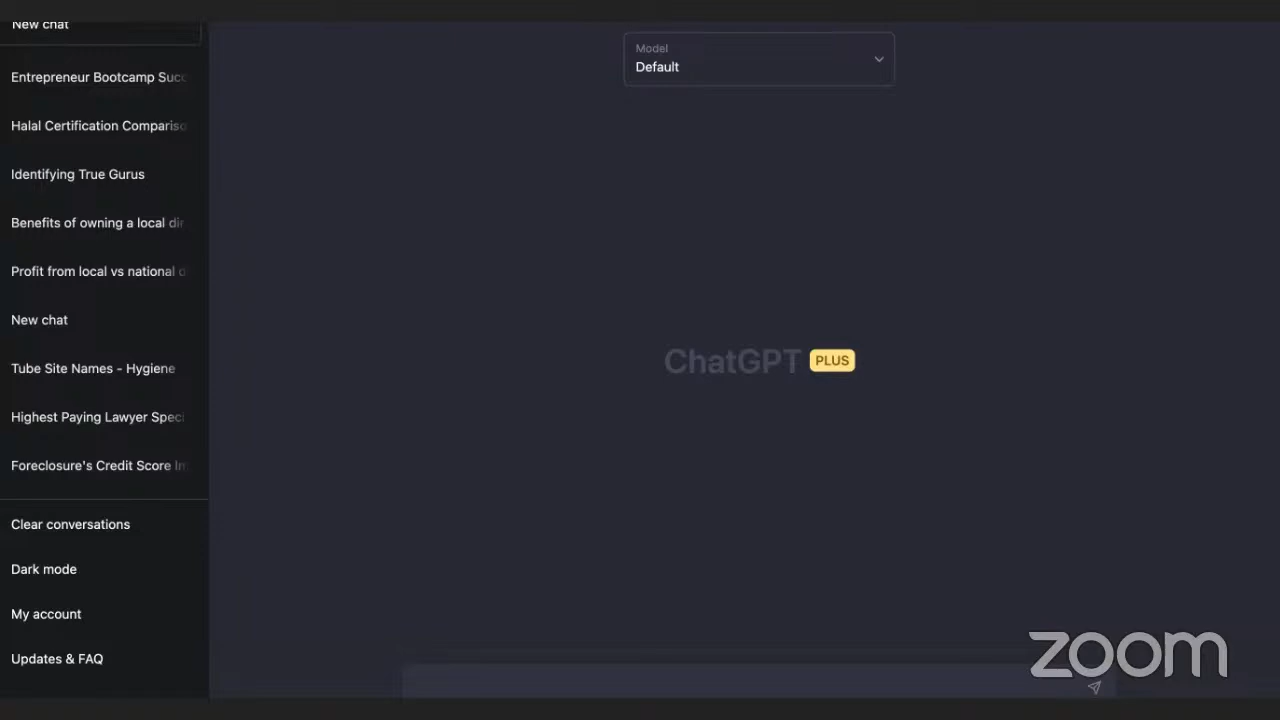 New chat
Entrepreneur Bootcamp Succ
Halal Certification Compariso
Identifying True Gurus
Benefits of owning a local dir
Profit from local vs national d
New chat
Tube Site Names - Hygiene
Highest Paying Lawyer Speci
Foreclosure's Credit Score Im
Clear conversations
Dark mode
My account
Updates & FAQ
Model
Default
ChatGPT PLUS
zoom